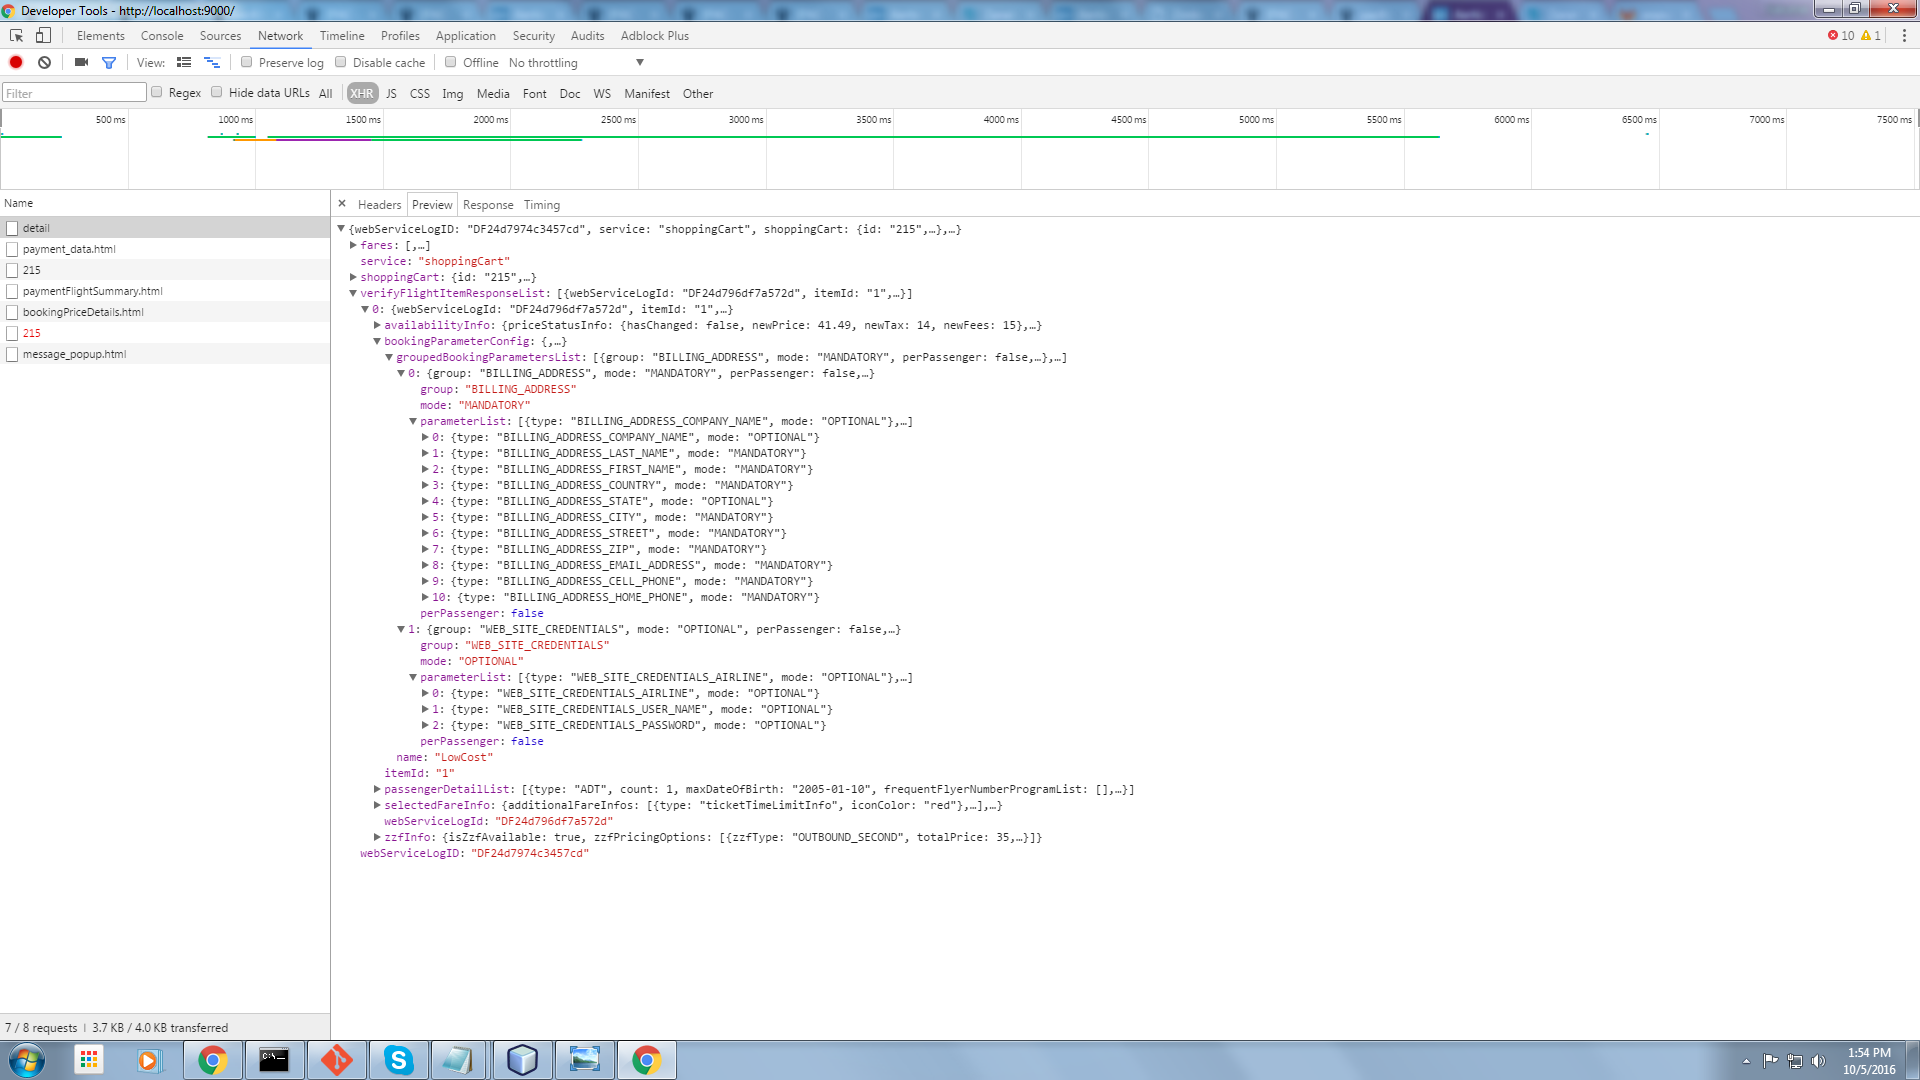 Developer Tools - http://localhost:9000/
Elements Console Sources Network Timeline Profiles Application Security Audits Adblock Plus 10 1
View: Preserve log Disable cache Offline No throttling
Filter Regex Hide data URLs All XHR JS CSS Img Media Font Doc WS Manifest Other
500 ms 1000 ms 1500 ms 2000 ms 2500 ms 3000 ms 3500 ms 4000 ms 4500 ms 5000 ms 5500 ms 6000 ms 6500 ms 7000 ms 7500 ms
Name
detail
payment_data.html
215
paymentFlightSummary.html
bookingPriceDetails.html
215
message_popup.html
7 / 8 requests | 3.7 KB / 4.0 KB transferred
× Headers Preview Response Timing
{webServiceLogID: "DF24d7974c3457cd", service: "shoppingCart", shoppingCart: {id: "215",…},…}
fares: [,…]
service: "shoppingCart"
shoppingCart: {id: "215",…}
verifyFlightItemResponseList: [{webServiceLogId: "DF24d796df7a572d", itemId: "1",…}]
0: {webServiceLogId: "DF24d796df7a572d", itemId: "1",…}
availabilityInfo: {priceStatusInfo: {hasChanged: false, newPrice: 41.49, newTax: 14, newFees: 15},…}
bookingParameterConfig: {,…}
groupedBookingParametersList: [{group: "BILLING_ADDRESS", mode: "MANDATORY", perPassenger: false,…},…]
0: {group: "BILLING_ADDRESS", mode: "MANDATORY", perPassenger: false,…}
group: "BILLING_ADDRESS"
mode: "MANDATORY"
parameterList: [{type: "BILLING_ADDRESS_COMPANY_NAME", mode: "OPTIONAL"},…]
0: {type: "BILLING_ADDRESS_COMPANY_NAME", mode: "OPTIONAL"}
1: {type: "BILLING_ADDRESS_LAST_NAME", mode: "MANDATORY"}
2: {type: "BILLING_ADDRESS_FIRST_NAME", mode: "MANDATORY"}
3: {type: "BILLING_ADDRESS_COUNTRY", mode: "MANDATORY"}
4: {type: "BILLING_ADDRESS_STATE", mode: "OPTIONAL"}
5: {type: "BILLING_ADDRESS_CITY", mode: "MANDATORY"}
6: {type: "BILLING_ADDRESS_STREET", mode: "MANDATORY"}
7: {type: "BILLING_ADDRESS_ZIP", mode: "MANDATORY"}
8: {type: "BILLING_ADDRESS_EMAIL_ADDRESS", mode: "MANDATORY"}
9: {type: "BILLING_ADDRESS_CELL_PHONE", mode: "MANDATORY"}
10: {type: "BILLING_ADDRESS_HOME_PHONE", mode: "MANDATORY"}
perPassenger: false
1: {group: "WEB_SITE_CREDENTIALS", mode: "OPTIONAL", perPassenger: false,…}
group: "WEB_SITE_CREDENTIALS"
mode: "OPTIONAL"
parameterList: [{type: "WEB_SITE_CREDENTIALS_AIRLINE", mode: "OPTIONAL"},…]
0: {type: "WEB_SITE_CREDENTIALS_AIRLINE", mode: "OPTIONAL"}
1: {type: "WEB_SITE_CREDENTIALS_USER_NAME", mode: "OPTIONAL"}
2: {type: "WEB_SITE_CREDENTIALS_PASSWORD", mode: "OPTIONAL"}
perPassenger: false
name: "LowCost"
itemId: "1"
passengerDetailList: [{type: "ADT", count: 1, maxDateOfBirth: "2005-01-10", frequentFlyerNumberProgramList: [],…}]
selectedFareInfo: {additionalFareInfos: [{type: "ticketTimeLimitInfo", iconColor: "red"},…],…}
webServiceLogId: "DF24d796df7a572d"
zzfInfo: {isZzfAvailable: true, zzfPricingOptions: [{zzfType: "OUTBOUND_SECOND", totalPrice: 35,…}]}
webServiceLogID: "DF24d7974c3457cd"
1:54 PM
10/5/2016